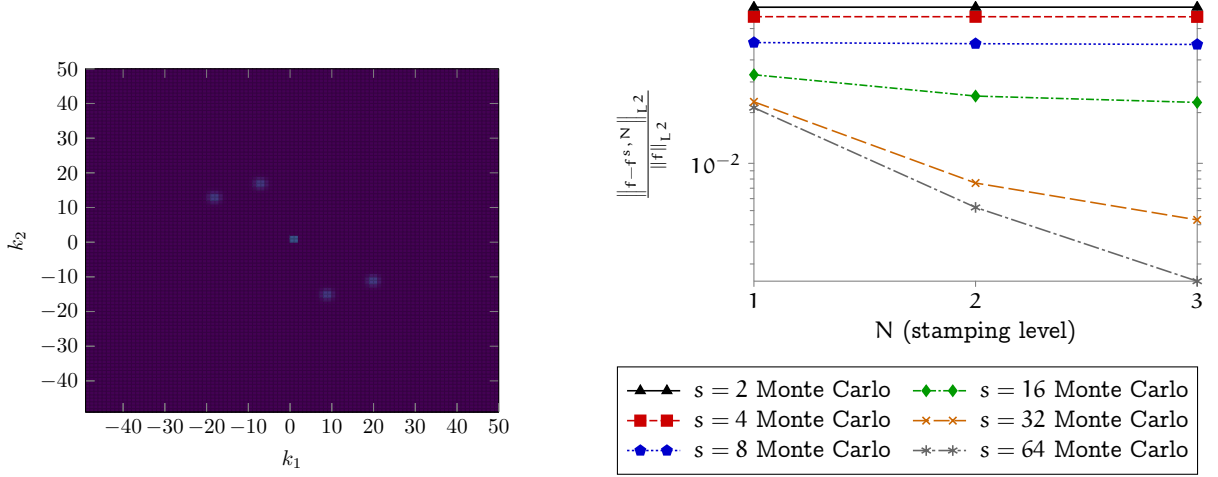 50
40
30
20
10
0
−10
−20
−30
−40
k₂
−40 −30 −20 −10 0 10 20 30 40 50
k₁
‖f−f^{s,N}‖_{L²}
‖f‖_{L²}
10⁻²
1 2 3
N (stamping level)
s = 2 Monte Carlo s = 16 Monte Carlo
s = 4 Monte Carlo s = 32 Monte Carlo
s = 8 Monte Carlo s = 64 Monte Carlo